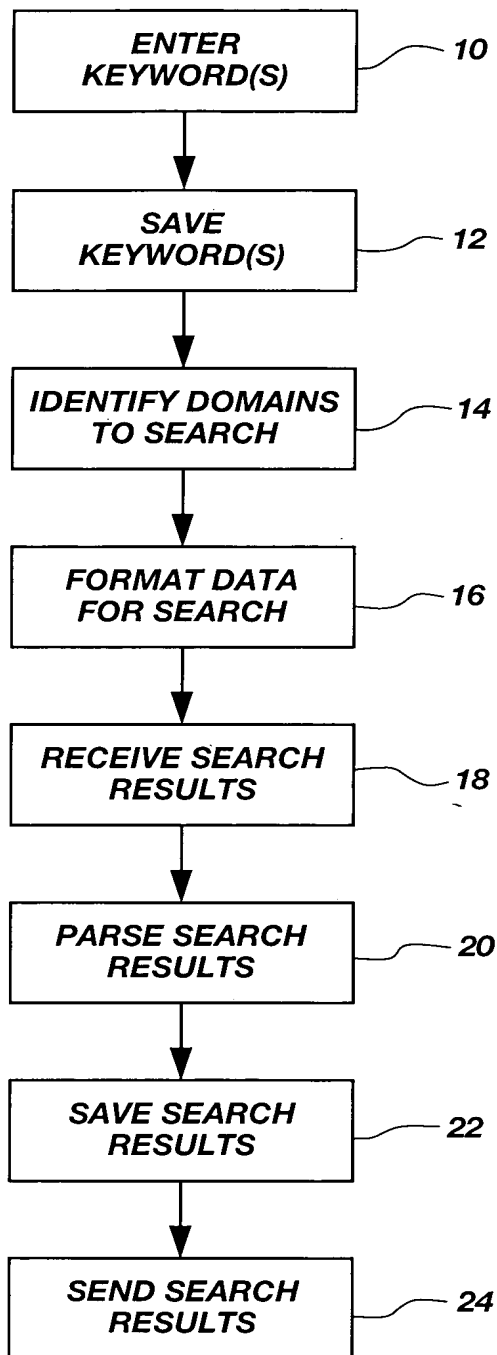 ENTER
KEYWORD(S)
10
SAVE
KEYWORD(S)
12
IDENTIFY DOMAINS
TO SEARCH
14
FORMAT DATA
FOR SEARCH
16
RECEIVE SEARCH
RESULTS
18
PARSE SEARCH
RESULTS
20
SAVE SEARCH
RESULTS
22
SEND SEARCH
RESULTS
24